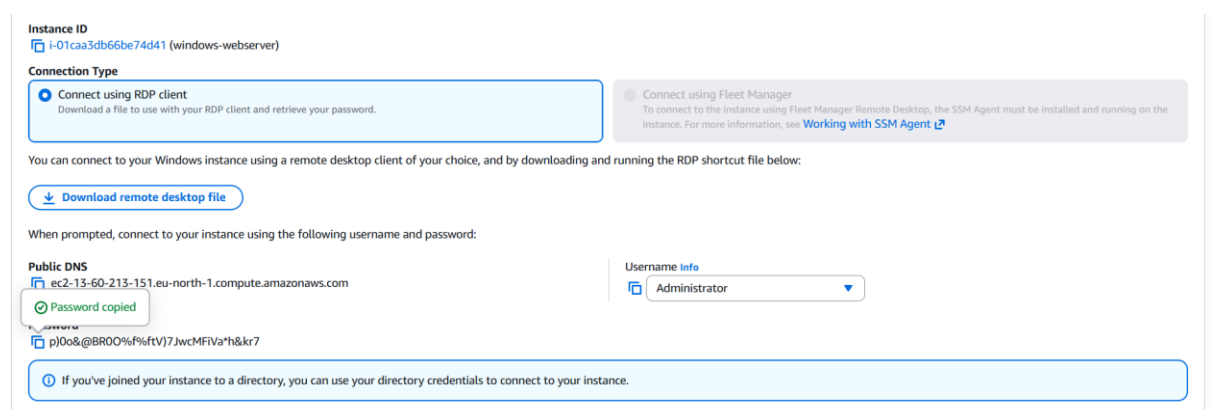 Instance ID
i-01caa3db66be74d41 (windows-webserver)
Connection Type
Connect using RDP client
Download a file to use with your RDP client and retrieve your password.
Connect using Fleet Manager
To connect to the instance using Fleet Manager Remote Desktop, the SSM Agent must be installed and running on the
instance. For more information, see Working with SSM Agent
You can connect to your Windows instance using a remote desktop client of your choice, and by downloading and running the RDP shortcut file below:
Download remote desktop file
When prompted, connect to your instance using the following username and password:
Public DNS
ec2-13-60-213-151.eu-north-1.compute.amazonaws.com
Username Info
Administrator
Password copied
Password
p)0o&@BR0O%f%ftV)7JwcMFiVa*h&kr7
If you've joined your instance to a directory, you can use your directory credentials to connect to your instance.